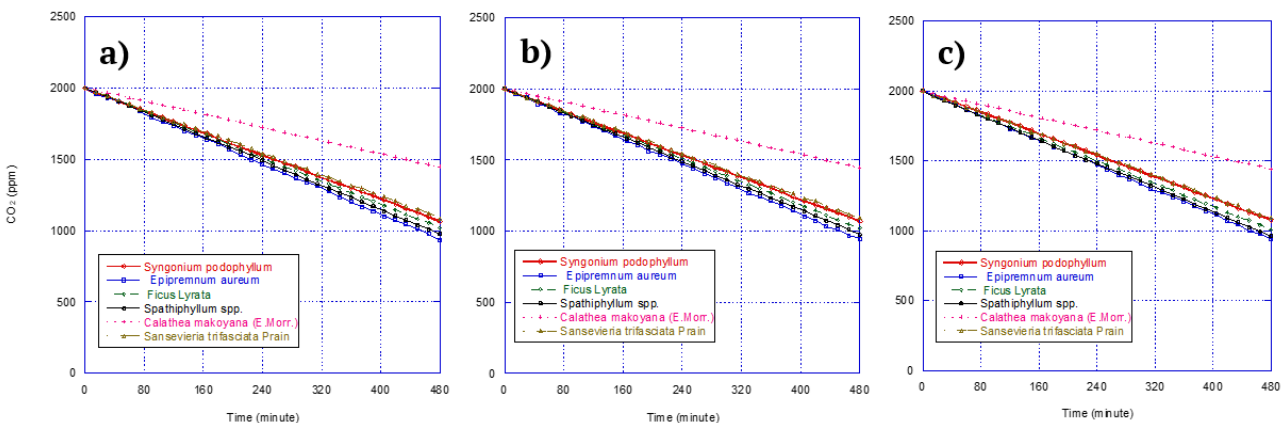 a)
2500
2000
1500
1000
500
0
CO2 (ppm)
Syngonium podophyllum
Epipremnum aureum
Ficus Lyrata
Spathiphyllum spp.
Calathea makoyana (E.Morr.)
Sansevieria trifasciata Prain
0 80 160 240 320 400 480
Time (minute)
b)
2500
2000
1500
1000
500
0
Syngonium podophyllum
Epipremnum aureum
Ficus Lyrata
Spathiphyllum spp.
Calathea makoyana (E.Morr.)
Sansevieria trifasciata Prain
0 80 160 240 320 400 480
Time (minute)
c)
2500
2000
1500
1000
500
0
Syngonium podophyllum
Epipremnum aureum
Ficus Lyrata
Spathiphyllum spp.
Calathea makoyana (E.Morr.)
Sansevieria trifasciata Prain
0 80 160 240 320 400 480
Time (minute)